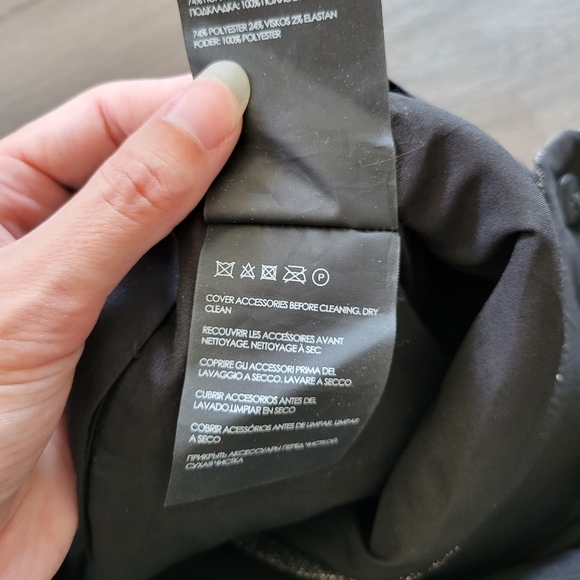 ПОДКЛАДКА: 100%
74% POLYESTER 24% VISKOS 2% ELASTAN
FODER: 100% POLYESTER
P
COVER ACCESSORIES BEFORE CLEANING. DRY
CLEAN
RECOUVRIR LES ACCÉSSOIRES AVANT
NETTOYAGE. NETTOYAGE À SEC
COPRIRE GLI ACCESSORI PRIMA DEL
LAVAGGIO A SECCO. LAVARE A SECCO
CUBRIR ACCESORIOS ANTES DEL
LAVADO.LIMPIAR EN SECO
COBRIR ACESSÓRIOS ANTES DE LIMPAR. LIMPAR
A SECO
ПРИКРЫТЬ АКСЕССУАРЫ ПЕРЕД ЧИСТКОЙ.
СУХАЯ ЧИСТКА